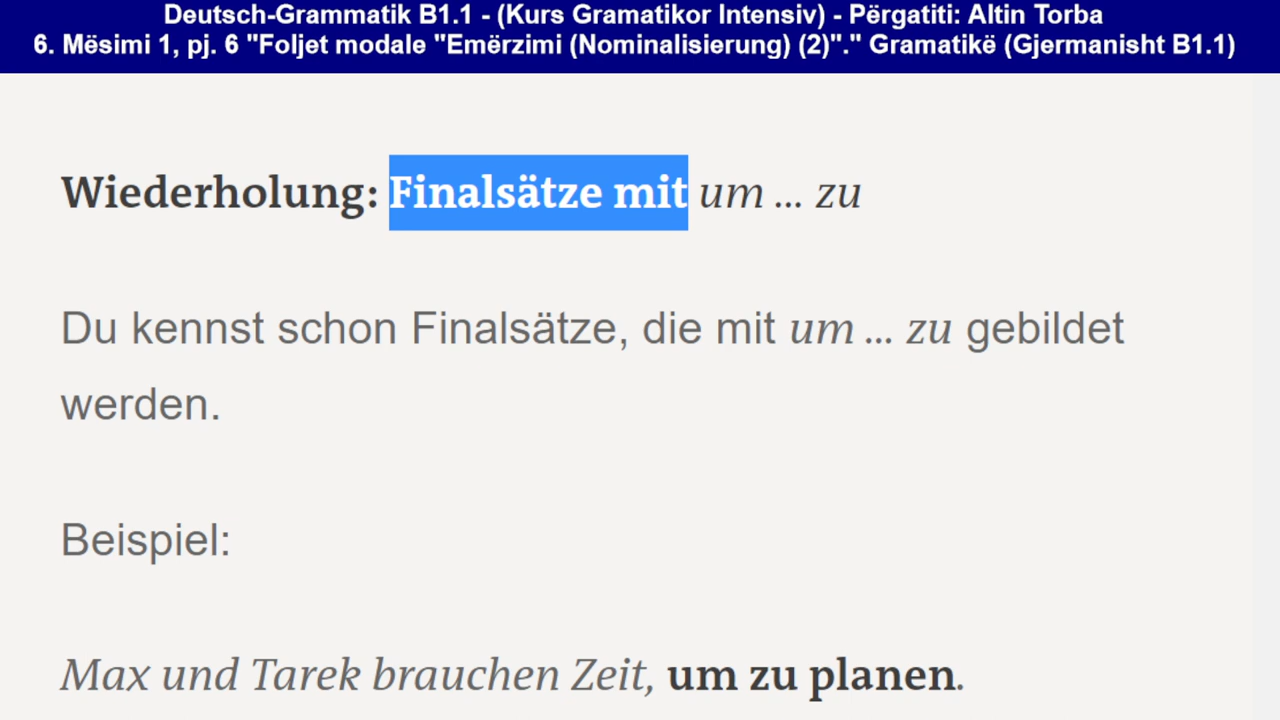 Deutsch-Grammatik B1.1 - (Kurs Gramatikor Intensiv) - Përgatiti: Altin Torba
6. Mësimi 1, pj. 6 "Foljet modale "Emërzimi (Nominalisierung) (2)"." Gramatikë (Gjermanisht B1.1)
Wiederholung: Finalsätze mit um ... zu
Du kennst schon Finalsätze, die mit um ... zu gebildet
werden.
Beispiel:
Max und Tarek brauchen Zeit, um zu planen.